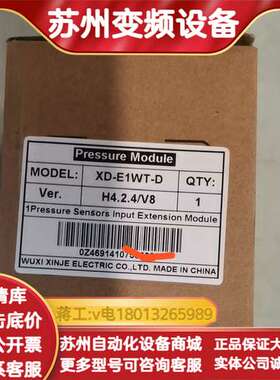 苏州变频设备
Pressure Module
MODEL: XD-E1WT-D QTY:
Ver. H4.2.4/V8 1
1Pressure Sensors Input Extension Module
WUXI XINJE ELECTRIC CO.,LTD. MADE IN CHINA
蒋工:v电18013265989
苏州自动化设备商城
更多型号可咨询客服